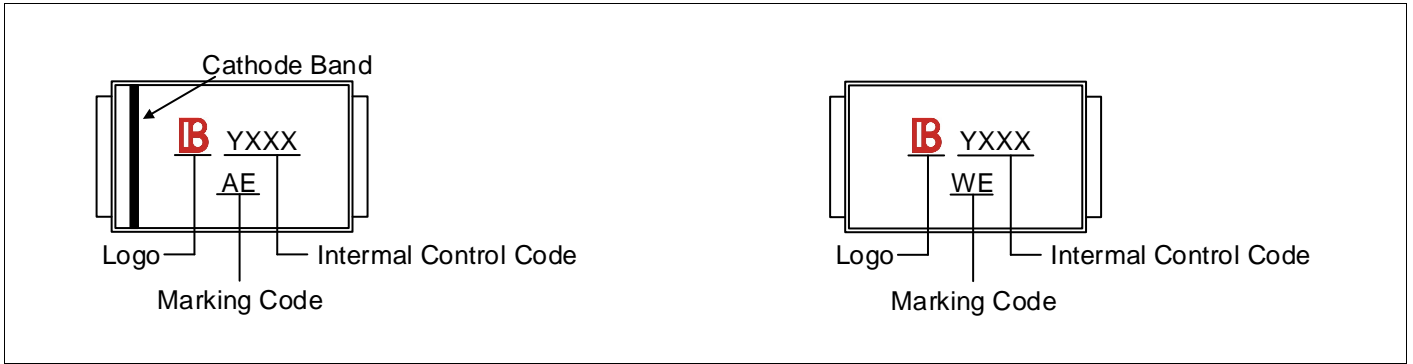 Cathode Band
B YXXX
AE
Logo
Intermal Control Code
Marking Code
B YXXX
WE
Logo
Intermal Control Code
Marking Code